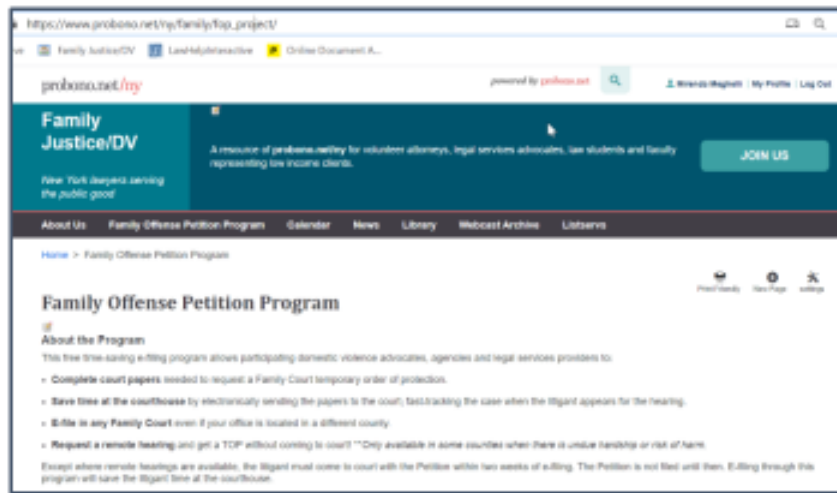 https://www.probono.net/ny/family/fop_project/
ve Family Justice/DV LawHelpInteractive Online Document A...
probono.net/ny
powered by probono.net
My Profile | Log Out
Family
Justice/DV
New York lawyers serving
the public good
A resource of probono.net/ny for volunteer attorneys, legal services advocates, law students and faculty
representing low income clients.
JOIN US
About Us Family Offense Petition Program Calendar News Library Webcast Archive Listservs
Home > Family Offense Petition Program
Print Friendly New Page settings
Family Offense Petition Program
About the Program
This free time-saving e-filing program allows participating domestic violence advocates, agencies and legal services providers to:
Complete court papers needed to request a Family Court temporary order of protection.
Save time at the courthouse by electronically sending the papers to the court; fast-tracking the case when the litigant appears for the hearing.
E-file in any Family Court even if your office is located in a different county.
Request a remote hearing and get a TOP without coming to court! **Only available in some counties when there is undue hardship or risk of harm.
Except where remote hearings are available, the litigant must come to court with the Petition within two weeks of e-filing. The Petition is not filed until then. E-filing through this
program will save the litigant time at the courthouse.